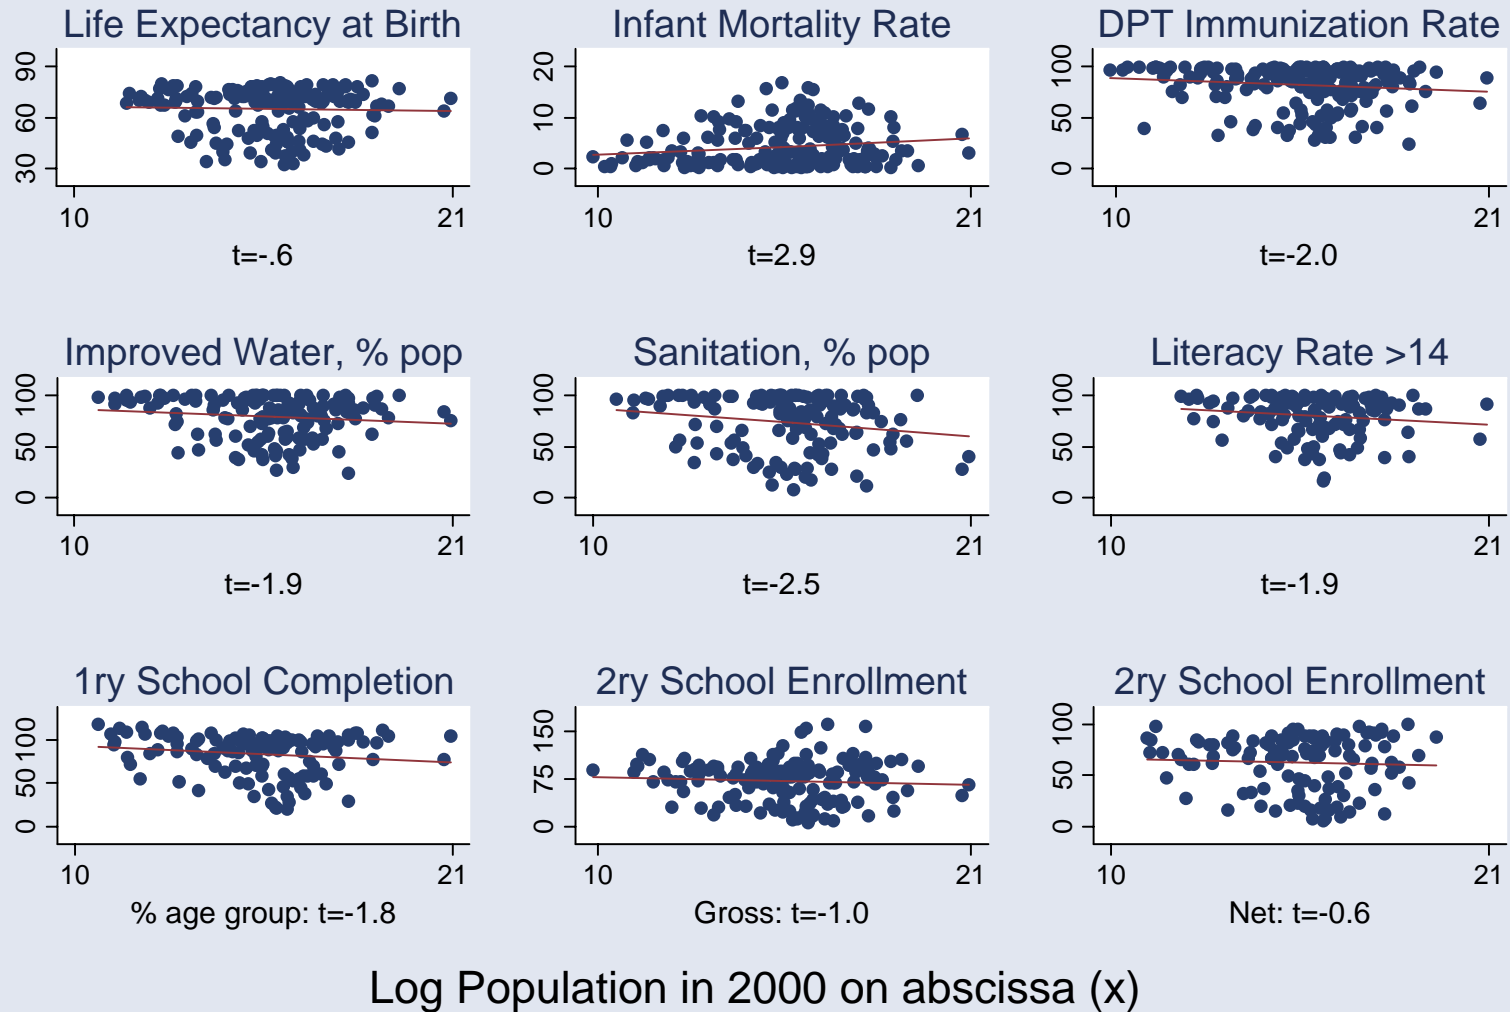 Life Expectancy at Birth
Infant Mortality Rate
DPT Immunization Rate
90
60
30
20
10
0
100
50
0
10
21
10
21
10
21
t=-.6
t=2.9
t=-2.0
Improved Water, % pop
Sanitation, % pop
Literacy Rate >14
100
50
0
100
50
0
100
50
0
10
21
10
21
10
21
t=-1.9
t=-2.5
t=-1.9
1ry School Completion
2ry School Enrollment
2ry School Enrollment
100
50
0
150
75
0
100
50
0
10
21
10
21
10
21
% age group: t=-1.8
Gross: t=-1.0
Net: t=-0.6
Log Population in 2000 on abscissa (x)